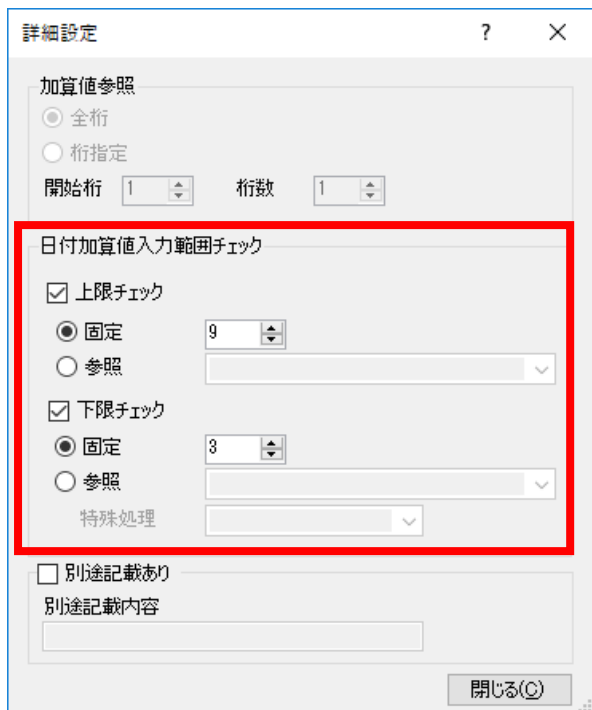 詳細設定 ?
加算値参照
全桁
桁指定
開始桁 1 桁数 1
日付加算値入力範囲チェック
上限チェック
固定 9
参照
下限チェック
固定 3
参照
特殊処理
別途記載あり
別途記載内容
閉じる(C)